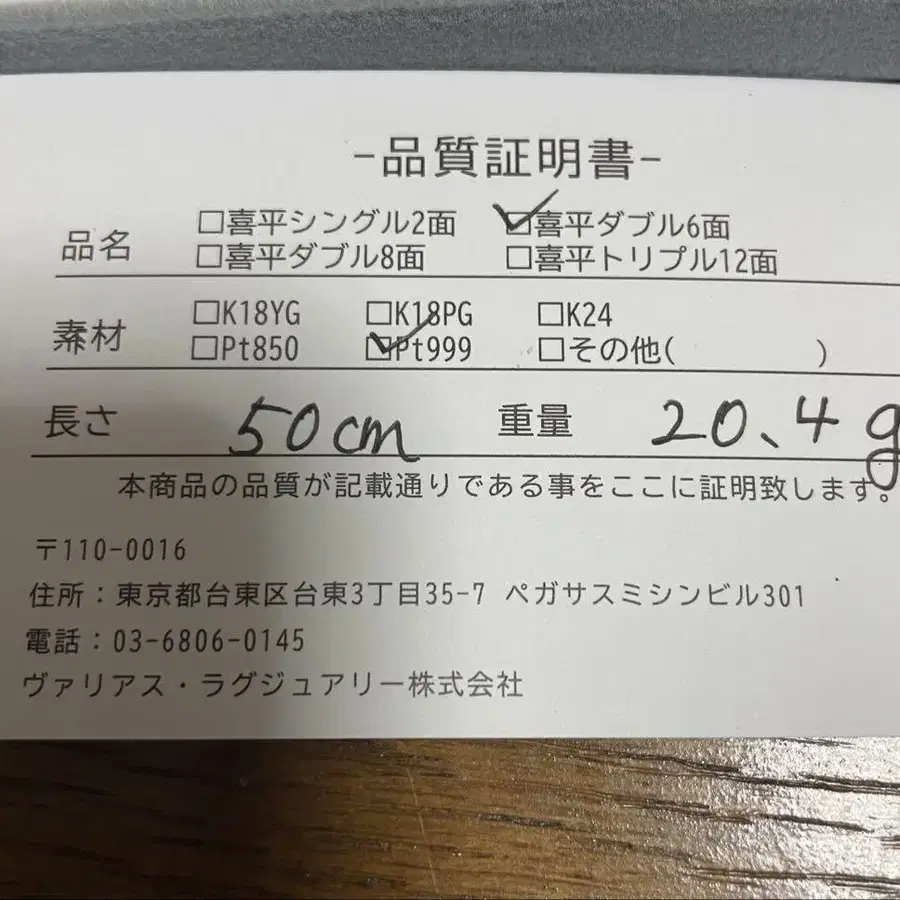 -品質証明書-
品名 □喜平シングル2面 ☑喜平ダブル6面
□喜平ダブル8面 □喜平トリプル12面
素材 □K18YG □K18PG □K24
□Pt850 ☑Pt999 □その他( )
長さ 50cm 重量 20.4g
本商品の品質が記載通りである事をここに証明致します。
〒110-0016
住所：東京都台東区台東3丁目35-7 ペガサスミシンビル301
電話：03-6806-0145
ヴァリアス・ラグジュアリー株式会社